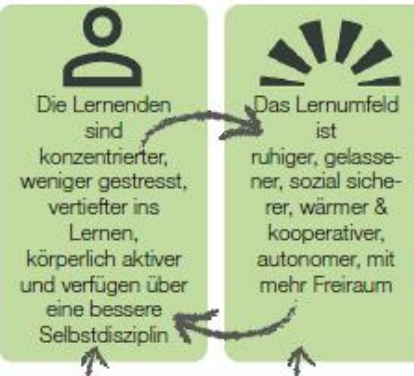 Die Lernenden
sind
konzentrierter,
weniger gestresst,
vertiefter ins
Lernen,
körperlich aktiver
und verfügen über
eine bessere
Selbstdisziplin
Das Lernumfeld
ist
ruhiger, gelasse-
ner, sozial siche-
rer, wärmer &
kooperativer,
autonomer, mit
mehr Freiraum